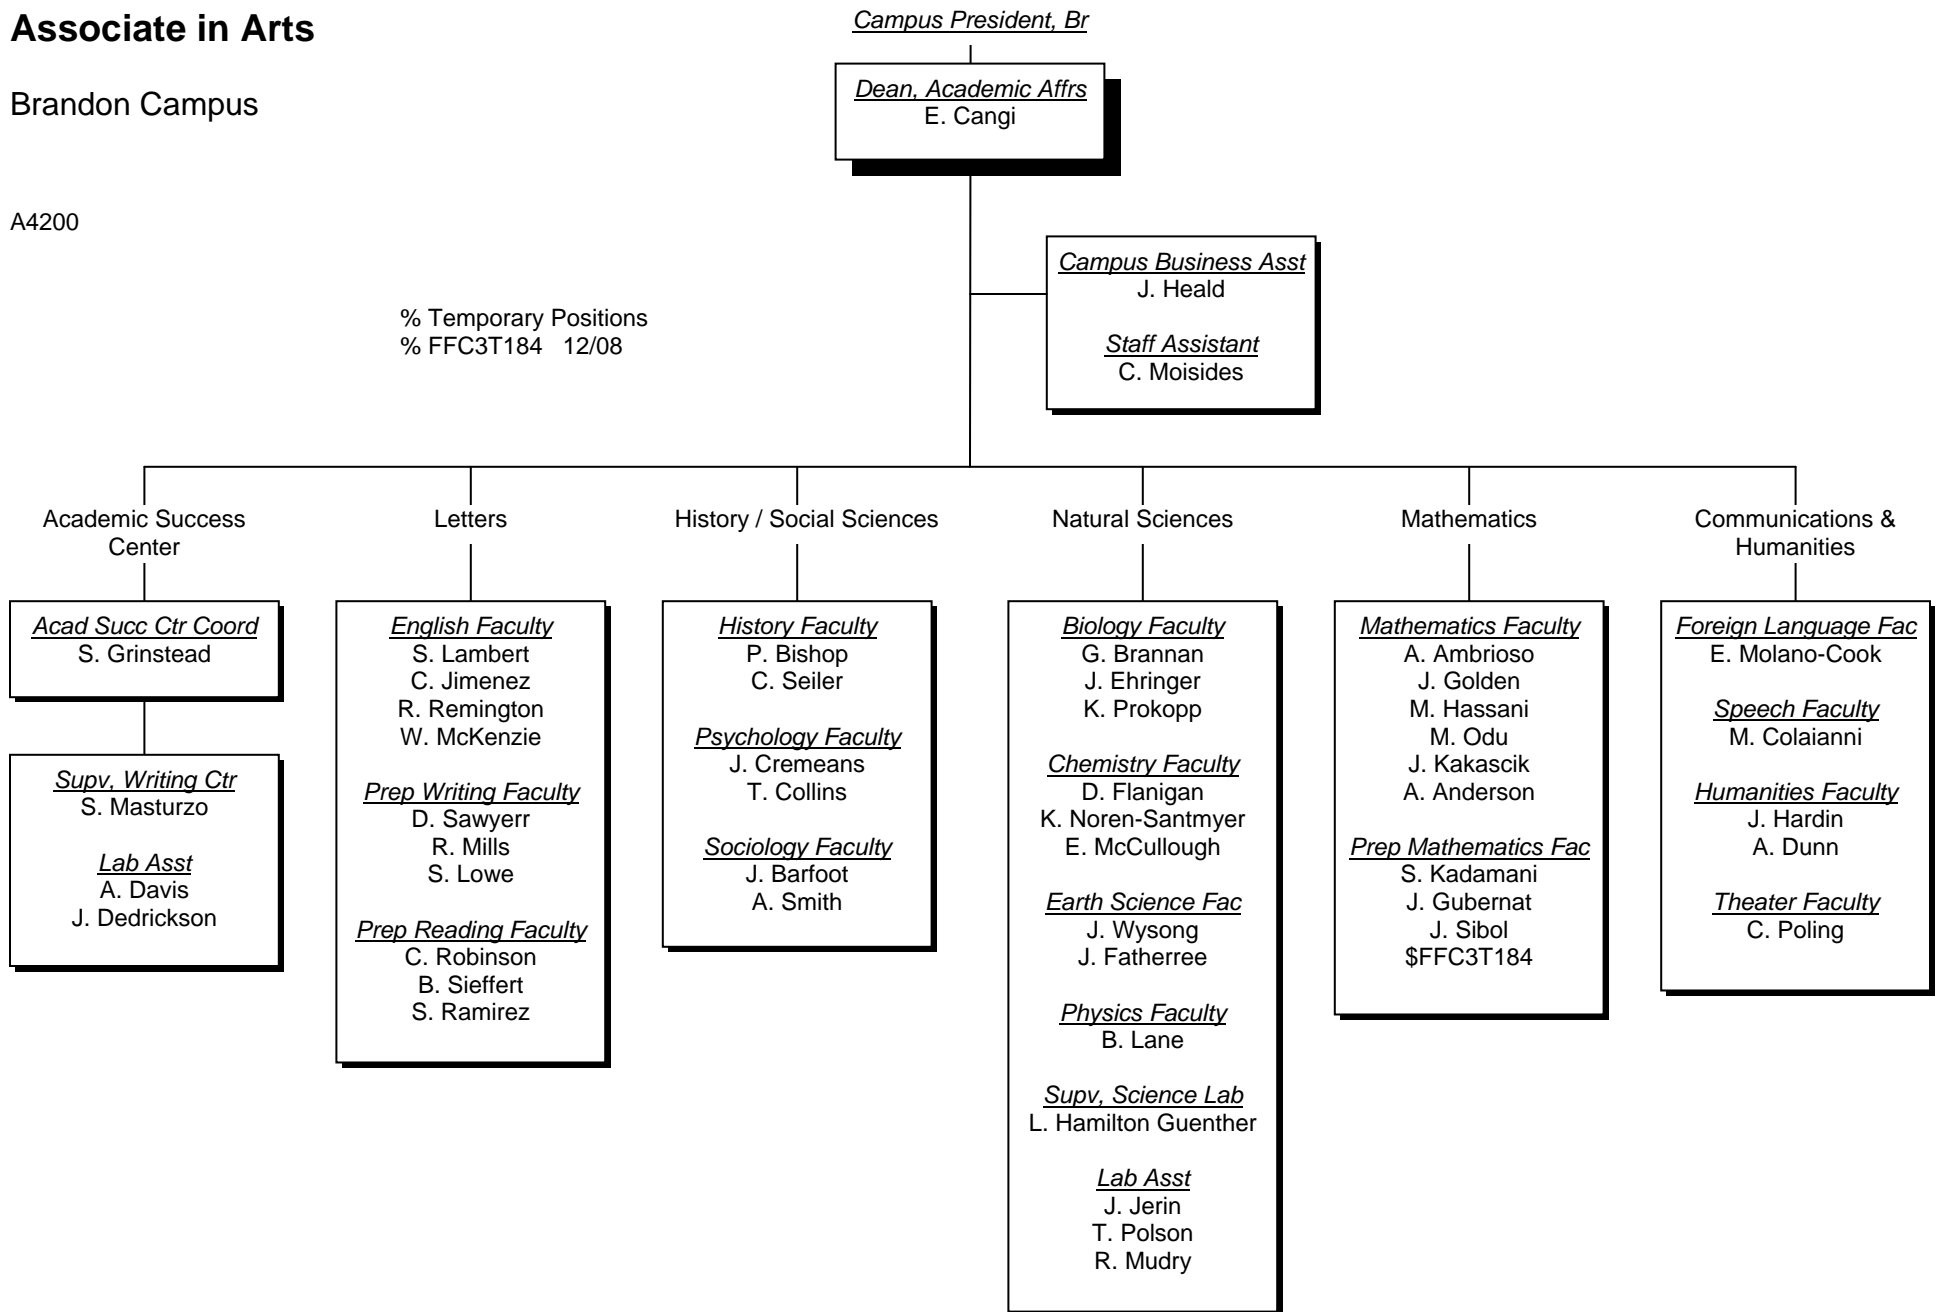 Associate in Arts
Brandon Campus
A4200
Campus President, Br
Dean, Academic Affrs
E. Cangi
Campus Business Asst
J. Heald
Staff Assistant
C. Moisides
% Temporary Positions
% FFC3T184 12/08
Academic Success
Center
Acad Succ Ctr Coord
S. Grinstead
Supv, Writing Ctr
S. Masturzo
Lab Asst
A. Davis
J. Dedrickson
Letters
English Faculty
S. Lambert
C. Jimenez
R. Remington
W. McKenzie
Prep Writing Faculty
D. Sawyerr
R. Mills
S. Lowe
Prep Reading Faculty
C. Robinson
B. Sieffert
S. Ramirez
History / Social Sciences
History Faculty
P. Bishop
C. Seiler
Psychology Faculty
J. Cremeans
T. Collins
Sociology Faculty
J. Barfoot
A. Smith
Natural Sciences
Biology Faculty
G. Brannan
J. Ehringer
K. Prokopp
Chemistry Faculty
D. Flanigan
K. Noren-Santmyer
E. McCullough
Earth Science Fac
J. Wysong
J. Fatherree
Physics Faculty
B. Lane
Supv, Science Lab
L. Hamilton Guenther
Lab Asst
J. Jerin
T. Polson
R. Mudry
Mathematics
Mathematics Faculty
A. Ambrioso
J. Golden
M. Hassani
M. Odu
J. Kakascik
A. Anderson
Prep Mathematics Fac
S. Kadamani
J. Gubernat
J. Sibol
$FFC3T184
Communications &
Humanities
Foreign Language Fac
E. Molano-Cook
Speech Faculty
M. Colaianni
Humanities Faculty
J. Hardin
A. Dunn
Theater Faculty
C. Poling